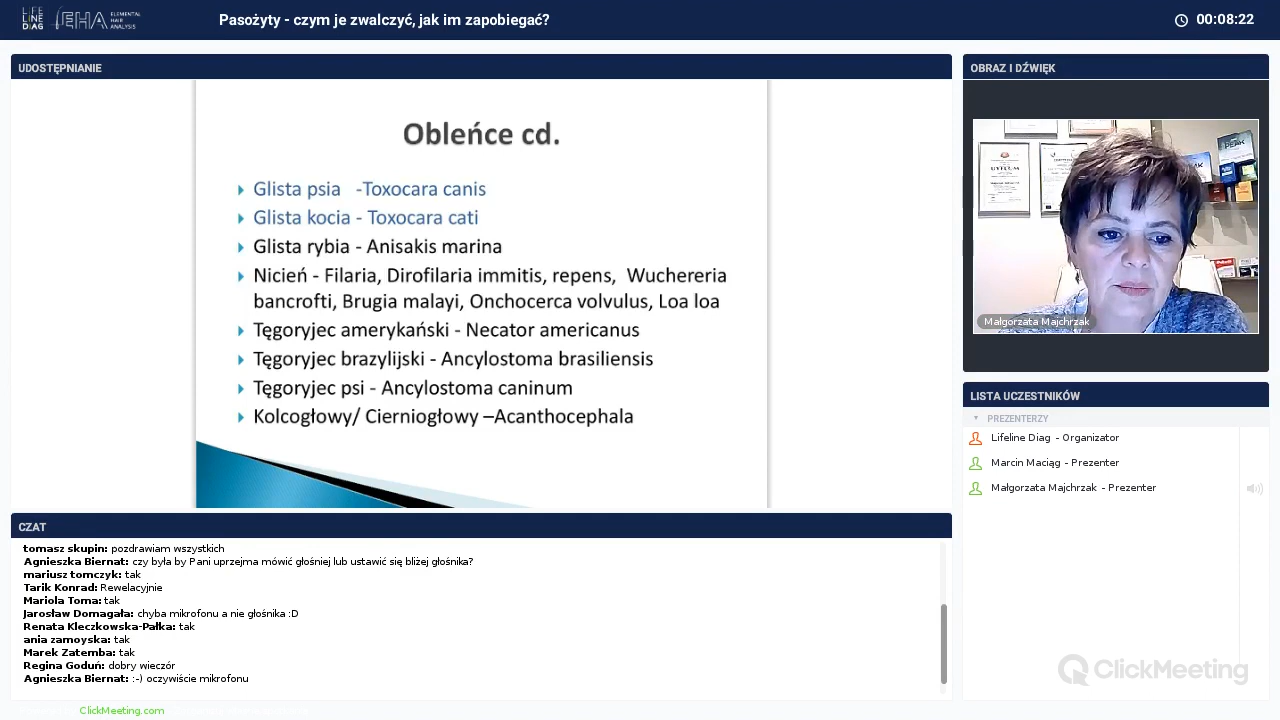 LIFE
LINE
DIAG
EHA
ELEMENTAL
HAIR
ANALYSIS
Pasożyty - czym je zwalczyć, jak im zapobiegać?
00:08:22
UDOSTĘPNIANIE
Obleńce cd.
Glista psia -Toxocara canis
Glista kocia - Toxocara cati
Glista rybia - Anisakis marina
Nicień - Filaria, Dirofilaria immitis, repens, Wuchereria
bancrofti, Brugia malayi, Onchocerca volvulus, Loa loa
Tęgoryjec amerykański - Necator americanus
Tęgoryjec brazylijski - Ancylostoma brasiliensis
Tęgoryjec psi - Ancylostoma caninum
Kolcogłowy/ Cierniogłowy –Acanthocephala
OBRAZ I DŹWIĘK
PEAK
Małgorzata Majchrzak
LISTA UCZESTNIKÓW
PREZENTERZY
Lifeline Diag - Organizator
Marcin Maciąg - Prezenter
Małgorzata Majchrzak - Prezenter
CZAT
tomasz skupin: pozdrawiam wszystkich
Agnieszka Biernat: czy była by Pani uprzejma mówić głośniej lub ustawić się bliżej głośnika?
mariusz tomczyk: tak
Tarik Konrad: Rewelacyjnie
Mariola Toma: tak
Jarosław Domagała: chyba mikrofonu a nie głośnika :D
Renata Kleczkowska-Pałka: tak
ania zamoyska: tak
Marek Zatemba: tak
Regina Goduń: dobry wieczór
Agnieszka Biernat: :-) oczywiście mikrofonu
ClickMeeting
ClickMeeting.com